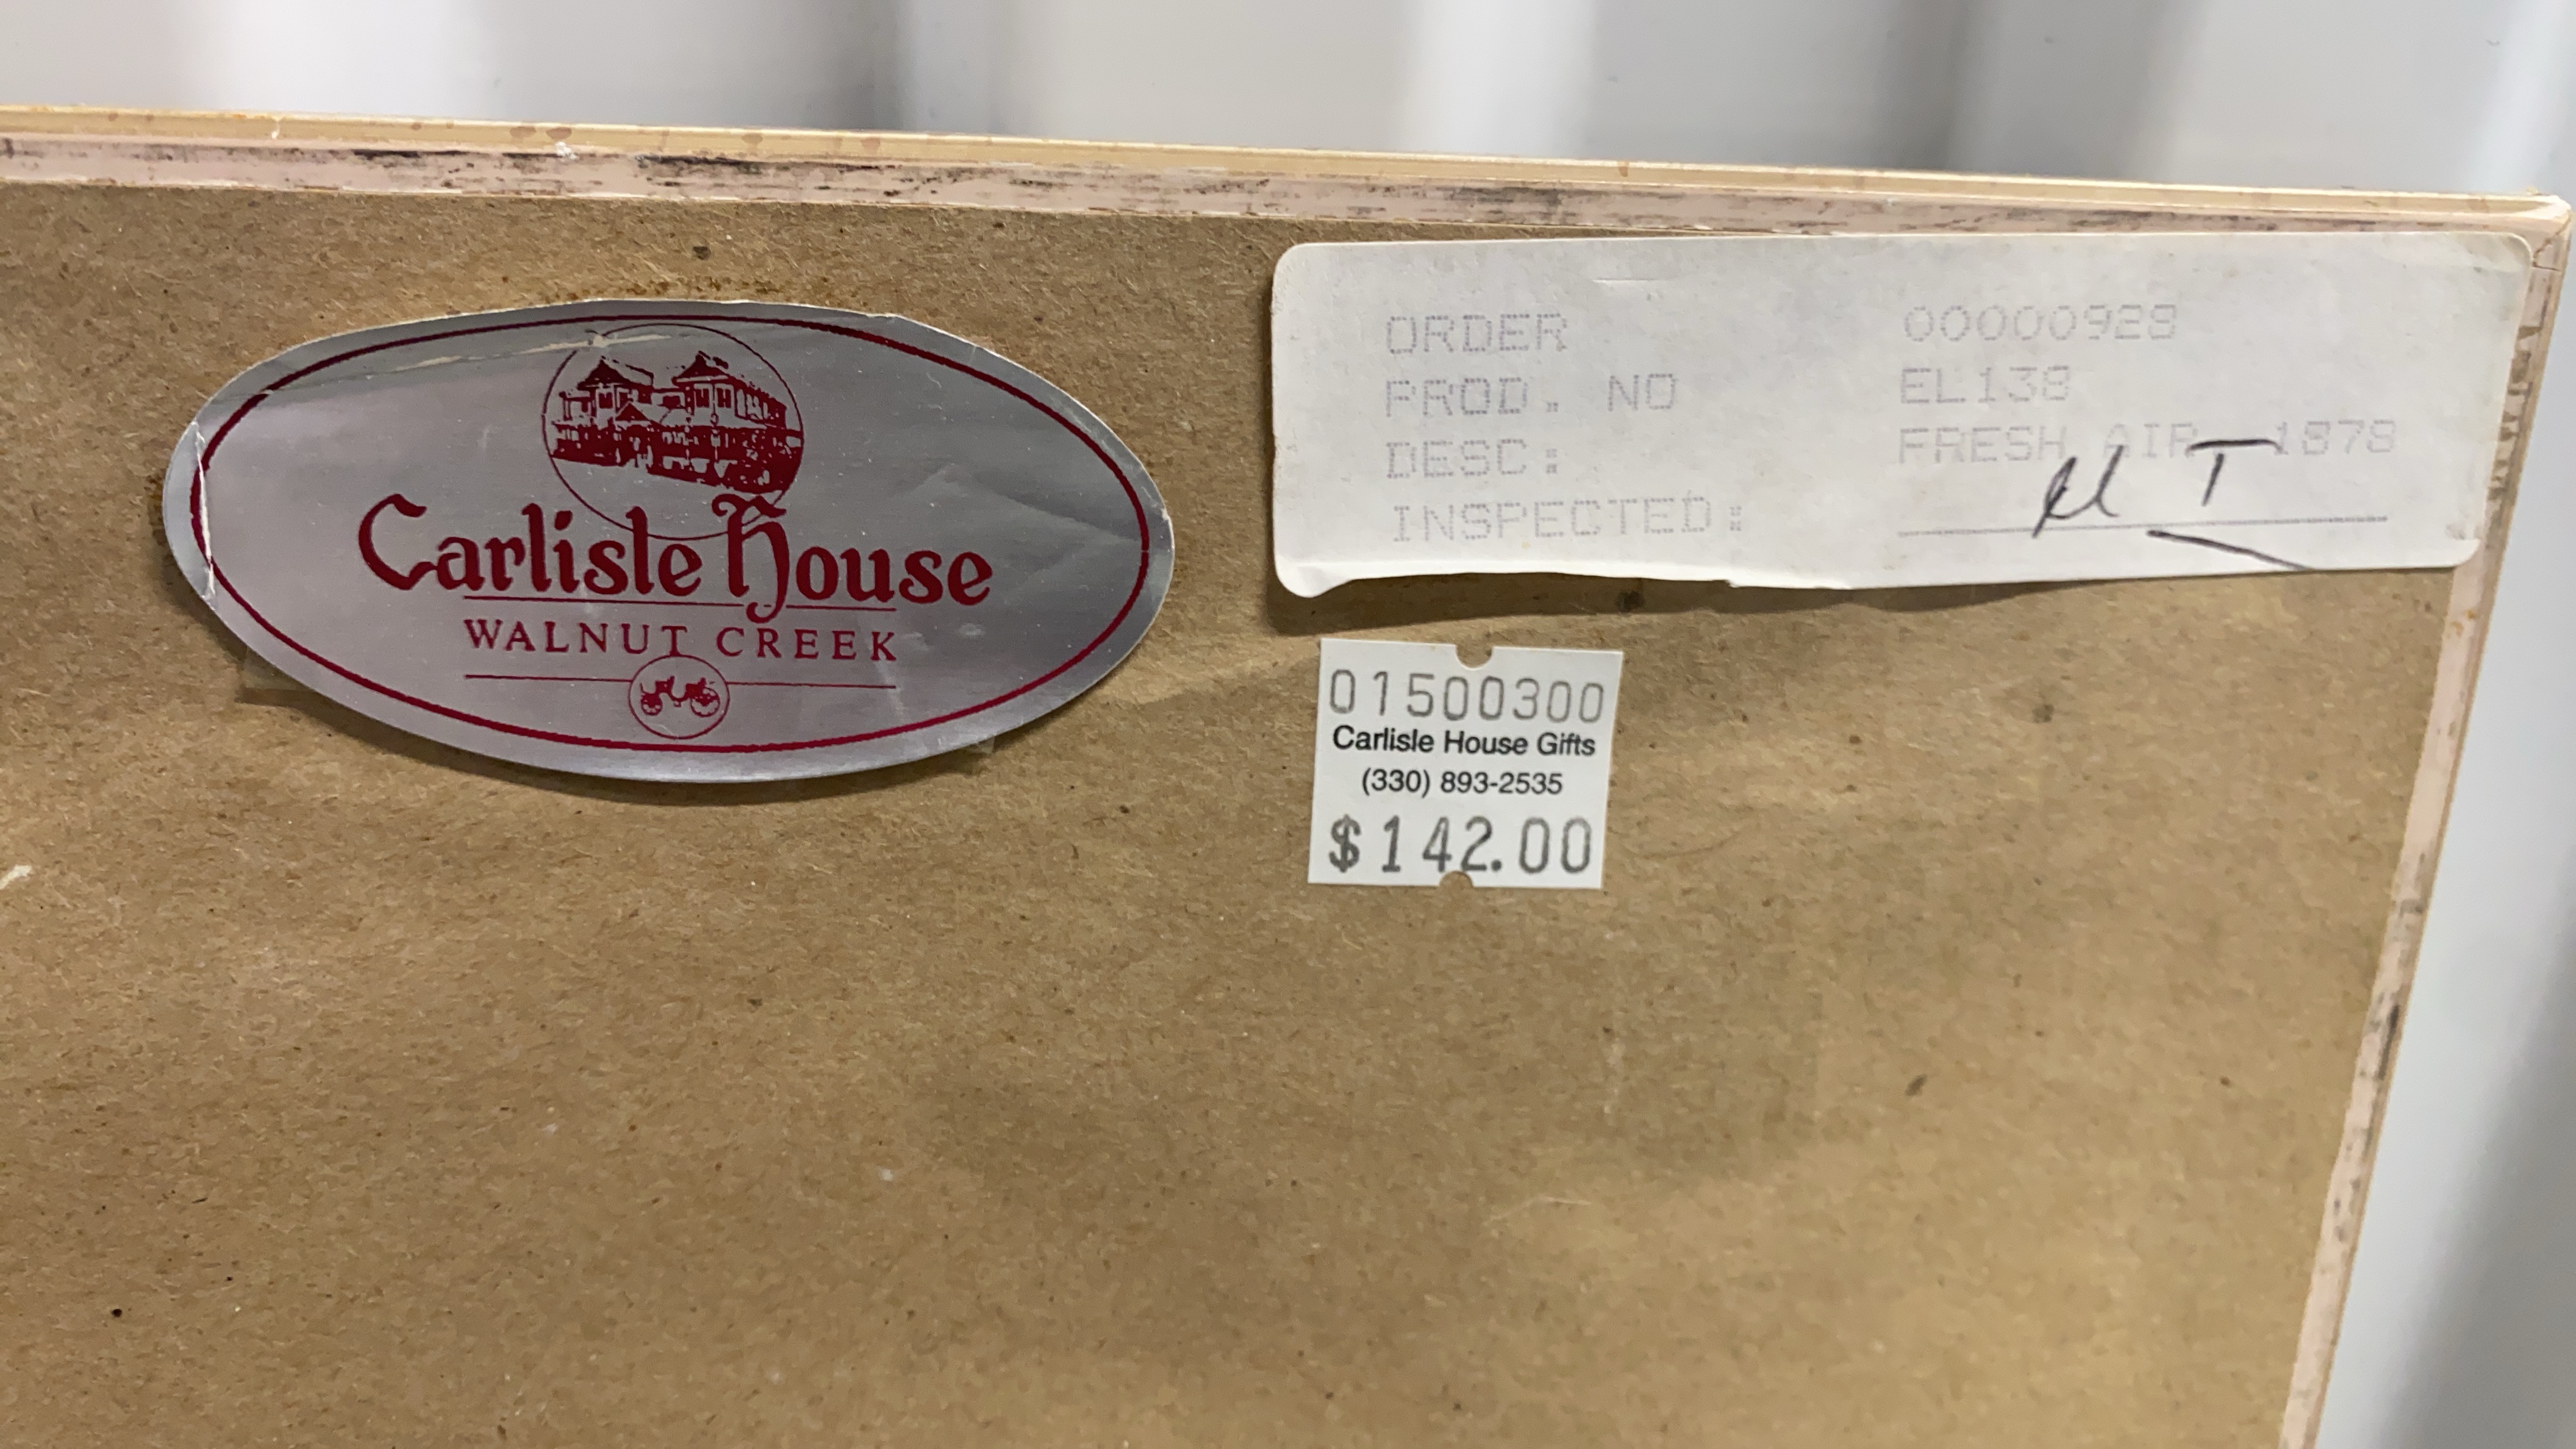 Carlisle House
WALNUT CREEK
ORDER 00000928
PROD. NO EL138
DESC: FRESH AIR, 1878
INSPECTED:
01500300
Carlisle House Gifts
(330) 893-2535
$142.00